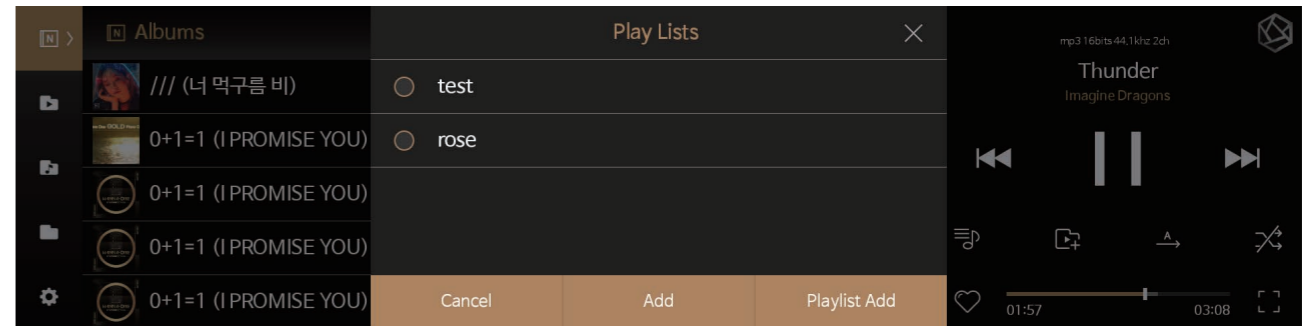 N
N Albums
/// (너 먹구름 비)
0+1=1 (I PROMISE YOU)
0+1=1 (I PROMISE YOU)
0+1=1 (I PROMISE YOU)
0+1=1 (I PROMISE YOU)
Play Lists
test
rose
Cancel
Add
Playlist Add
mp3 16bits 44,1khz 2ch
Thunder
Imagine Dragons
A
01:57
03:08